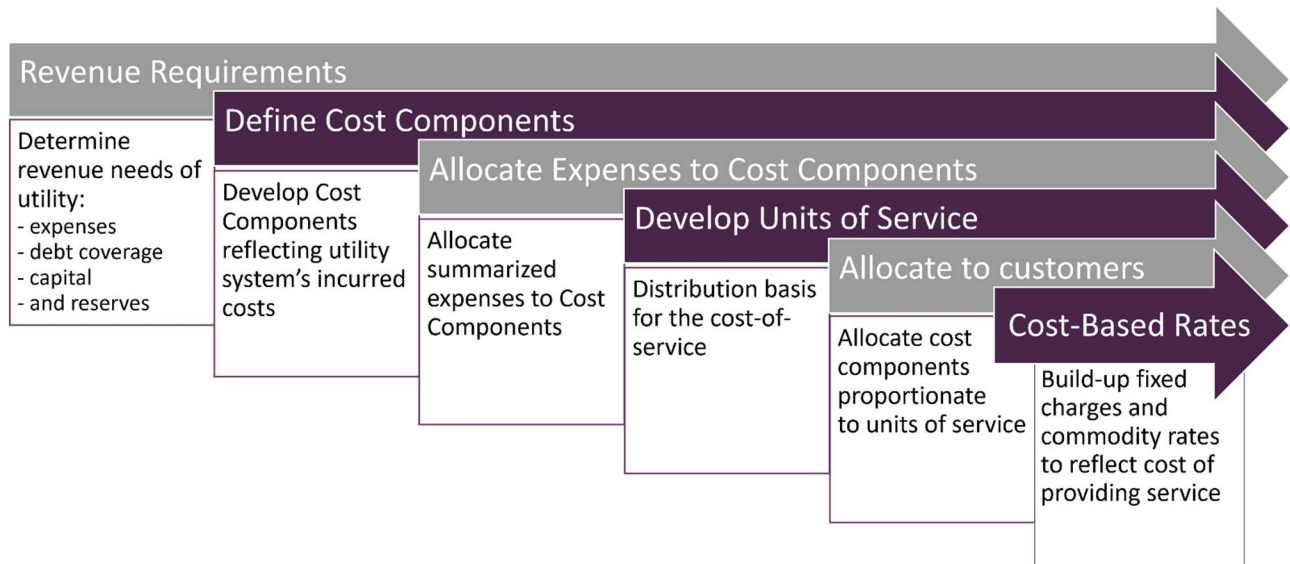 Revenue Requirements
Determine
revenue needs of
utility:
- expenses
- debt coverage
- capital
- and reserves
Define Cost Components
Develop Cost
Components
reflecting utility
system’s incurred
costs
Allocate Expenses to Cost Components
Allocate
summarized
expenses to Cost
Components
Develop Units of Service
Distribution basis
for the cost-of-
service
Allocate to customers
Allocate cost
components
proportionate
to units of service
Cost-Based Rates
Build-up fixed
charges and
commodity rates
to reflect cost of
providing service